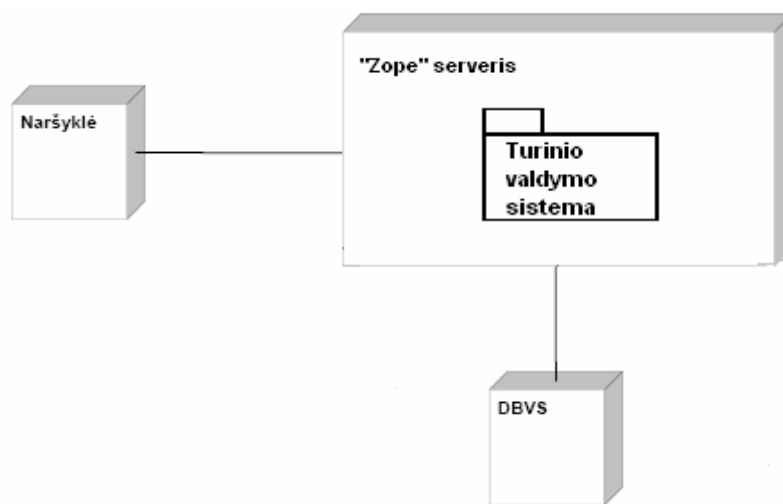 "Zope" serveris
Naršyklė
Turinio
valdymo
sistema
DBVS